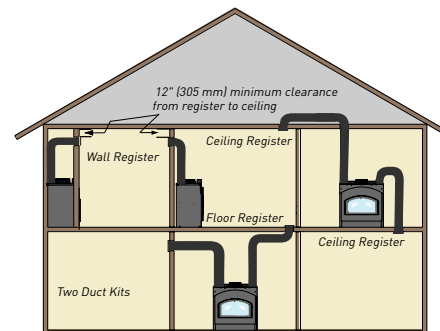 12" (305 mm) minimum clearance
from register to ceiling
Wall Register
Ceiling Register
Floor Register
Ceiling Register
Two Duct Kits